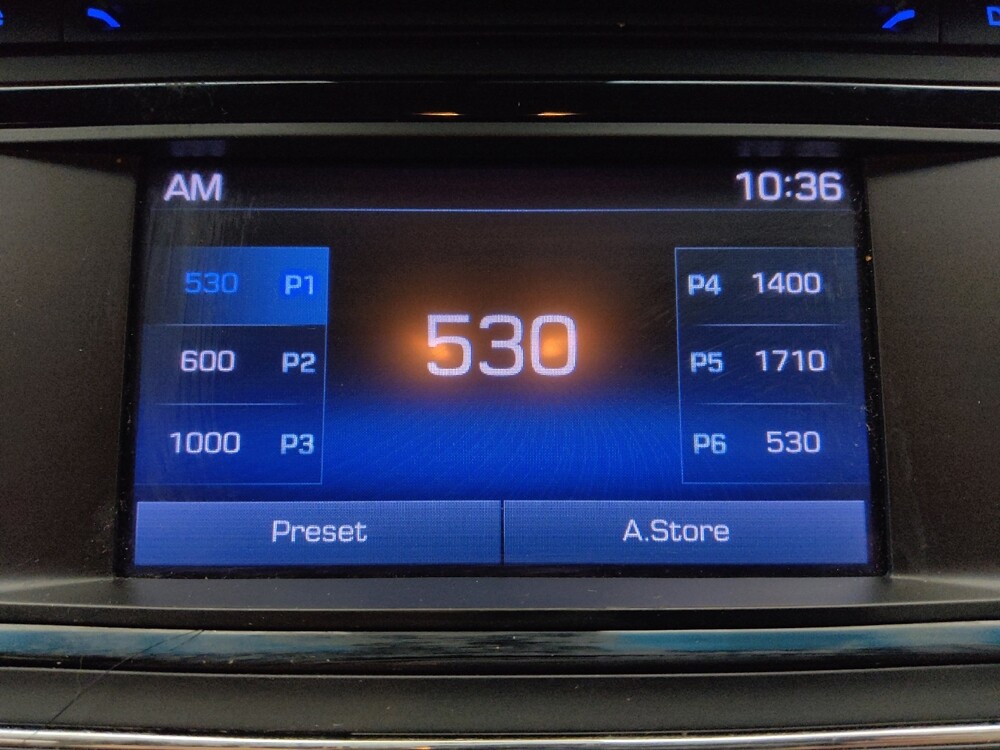 AM 10:36
530 P1
600 P2
1000 P3
530
P4 1400
P5 1710
P6 530
Preset A.Store